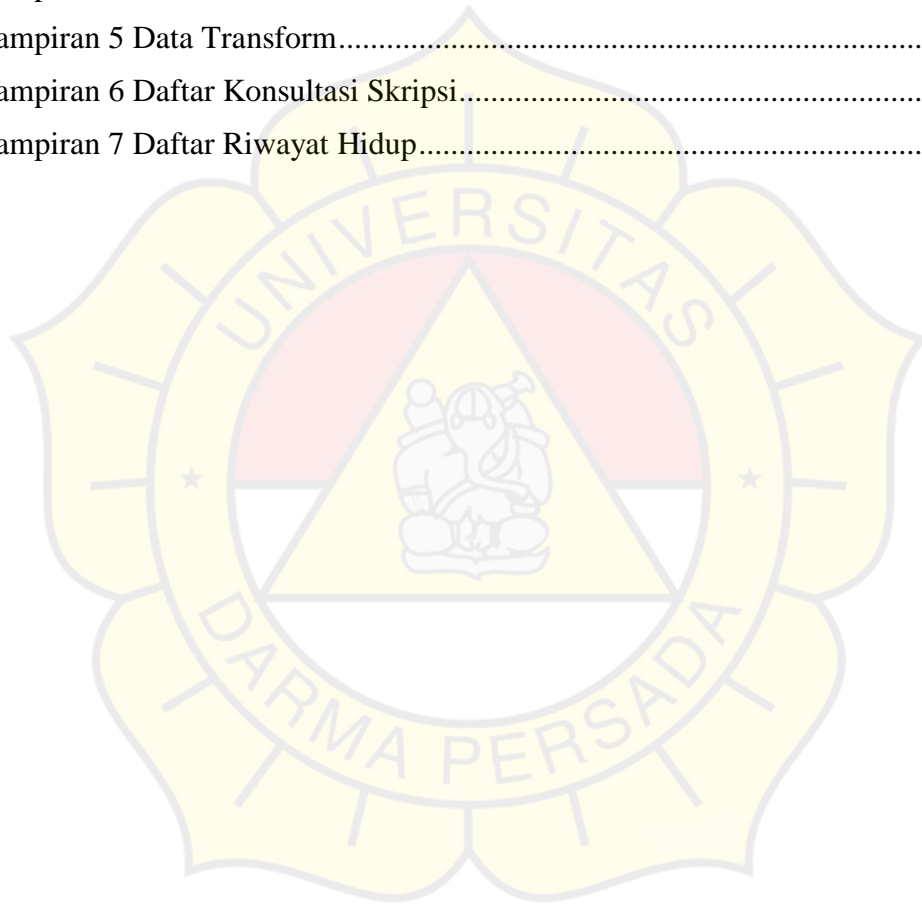 ampiran 5 Data Transform..........................................................................
ampiran 6 Daftar Konsultasi Skripsi...........................................................
ampiran 7 Daftar Riwayat Hidup................................................................
UNIVERSITAS
DARMA PERSADA